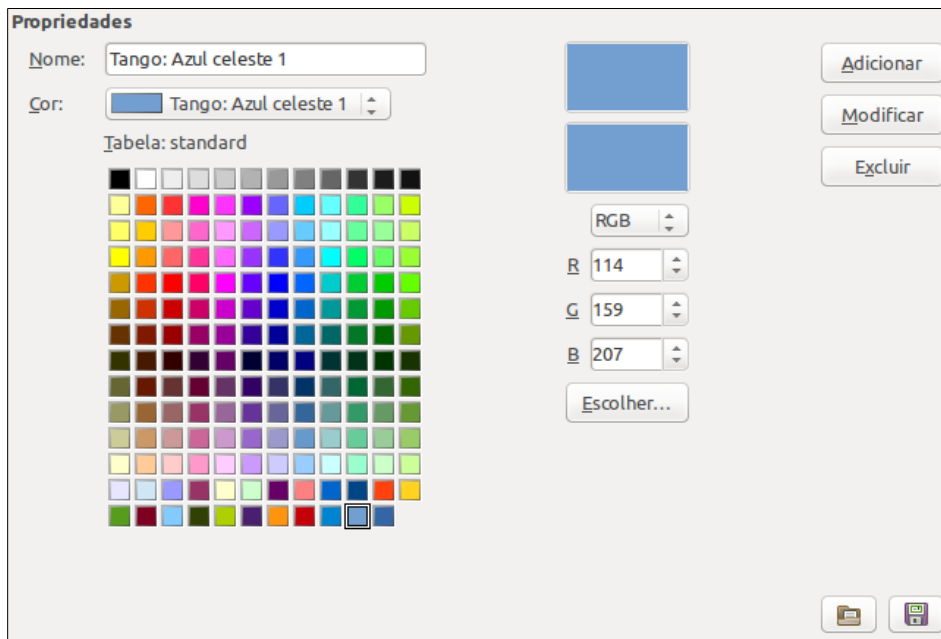 Propriedades
Nome: Tango: Azul celeste 1
Cor: Tango: Azul celeste 1
Tabela: standard
RGB
R 114
G 159
B 207
Escolher...
Adicionar
Modificar
Excluir